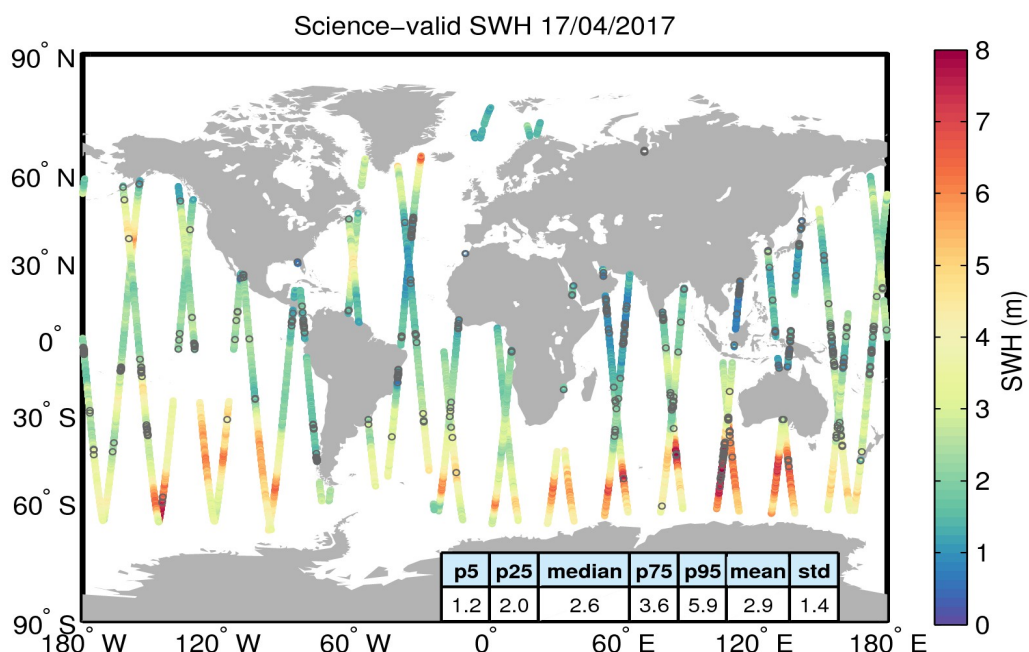 Science−valid SWH 17/04/2017
90° N
60° N
30° N
0°
30° S
60° S
90° S
180° W
120° W
60° W
0°
60° E
120° E
180° E
p5 p25 median p75 p95 mean std
1.2 2.0 2.6 3.6 5.9 2.9 1.4
8
7
6
5
4
3
2
1
0
SWH (m)